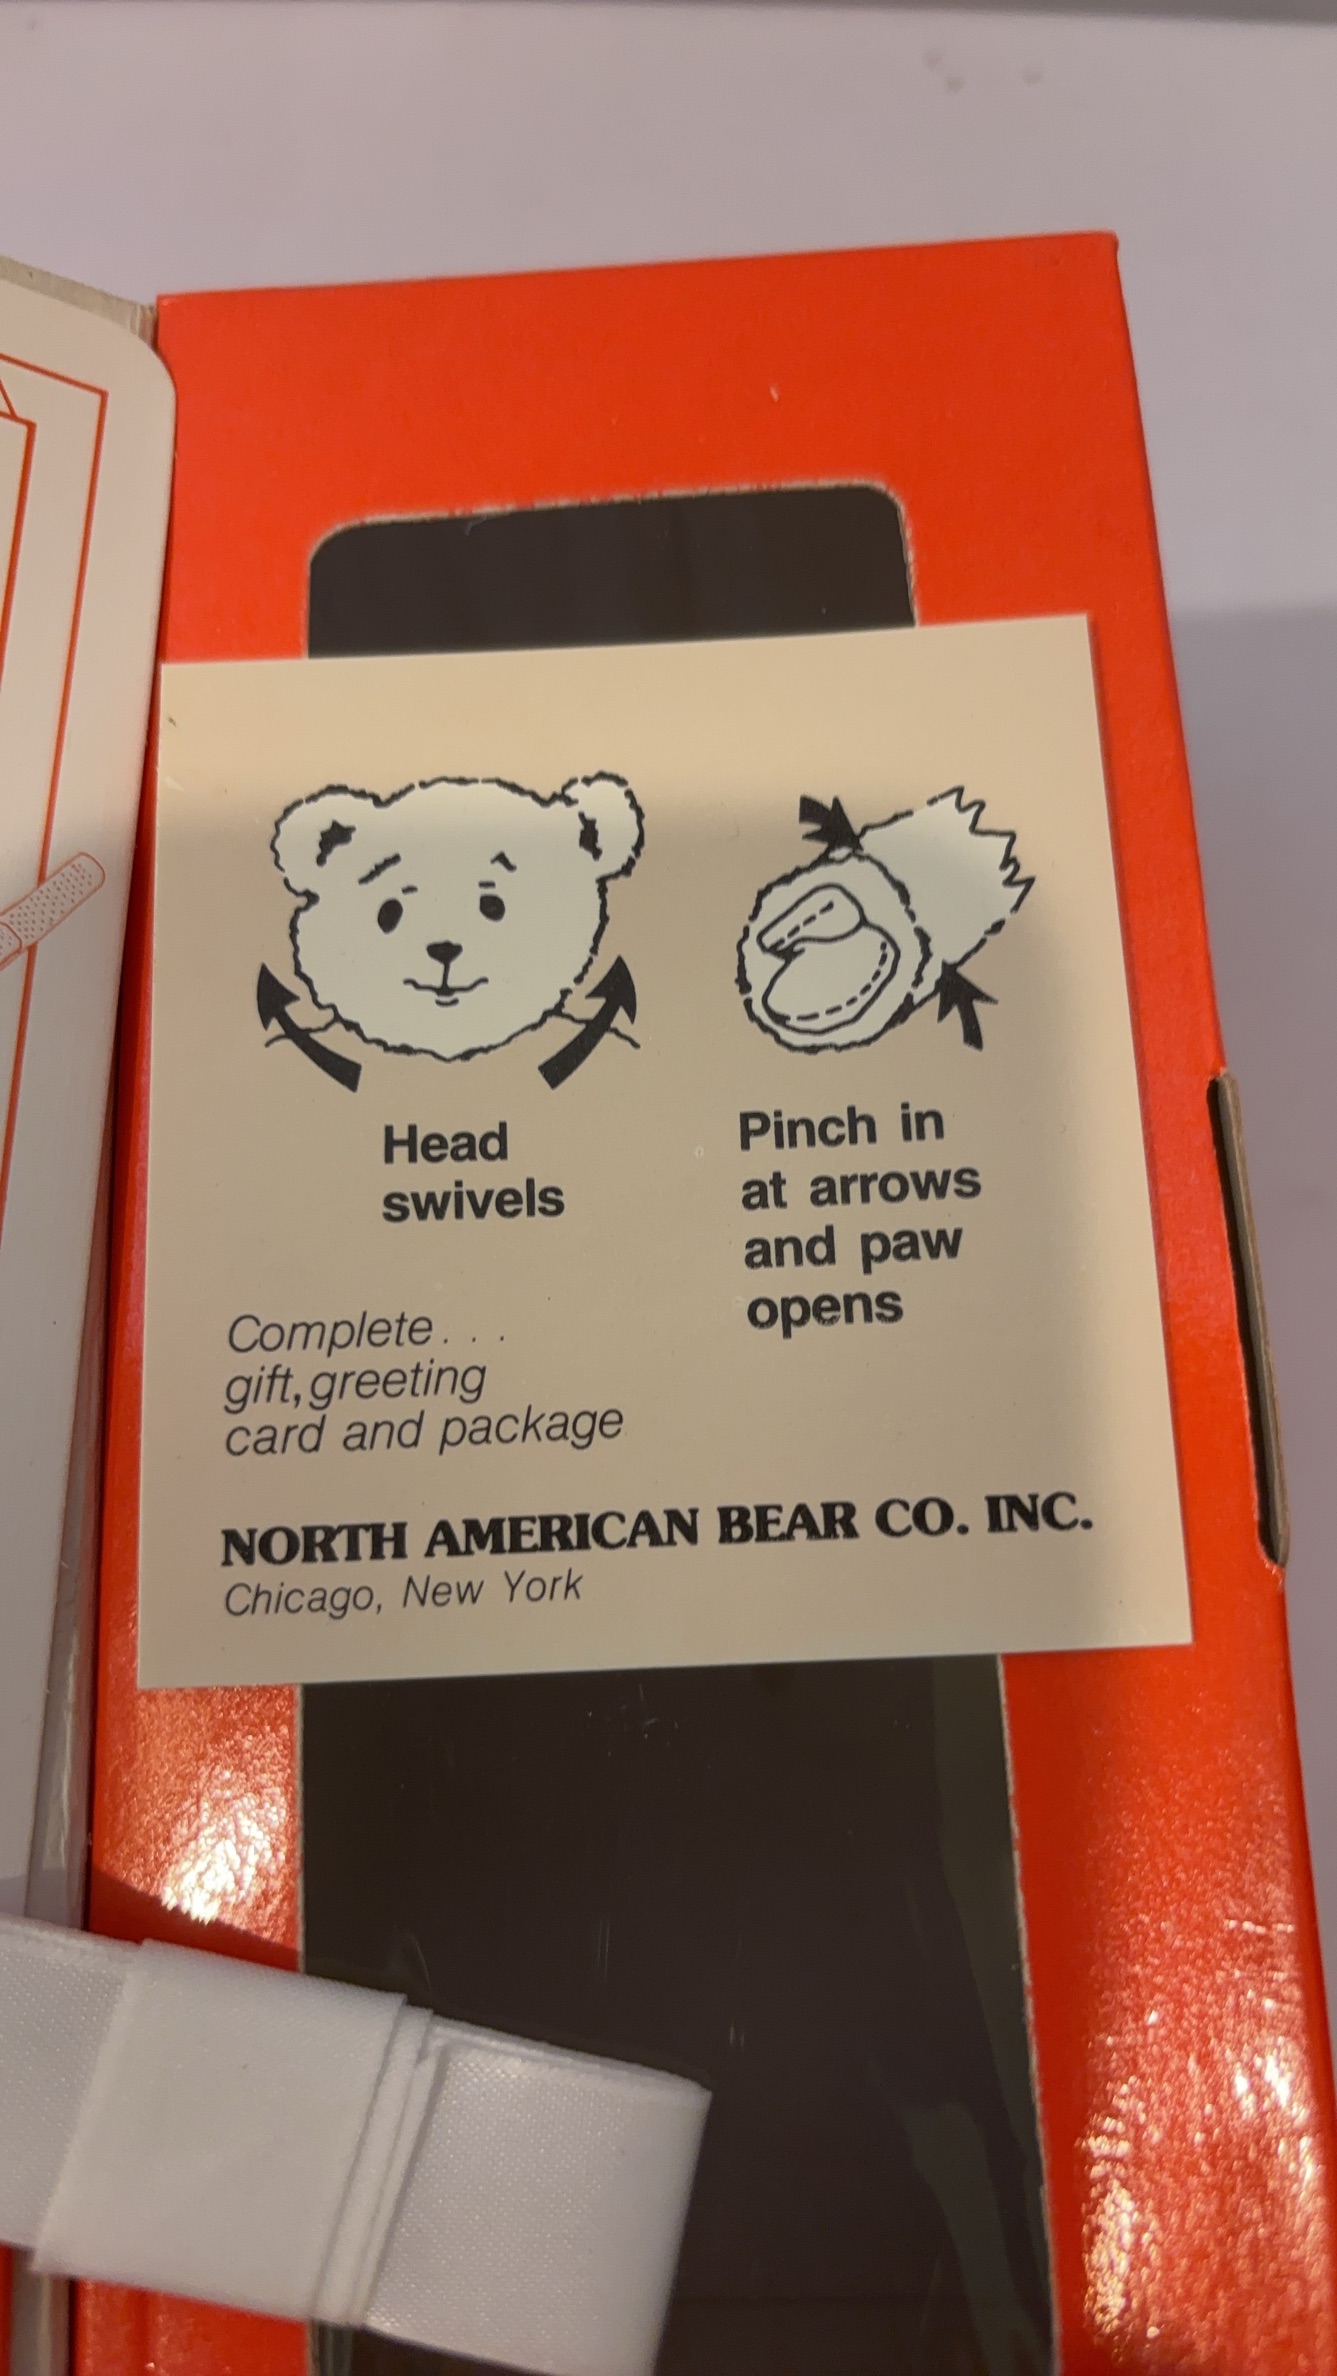 Head
swivels
Pinch in
at arrows
and paw
opens
Complete. . .
gift, greeting
card and package
NORTH AMERICAN BEAR CO. INC.
Chicago, New York